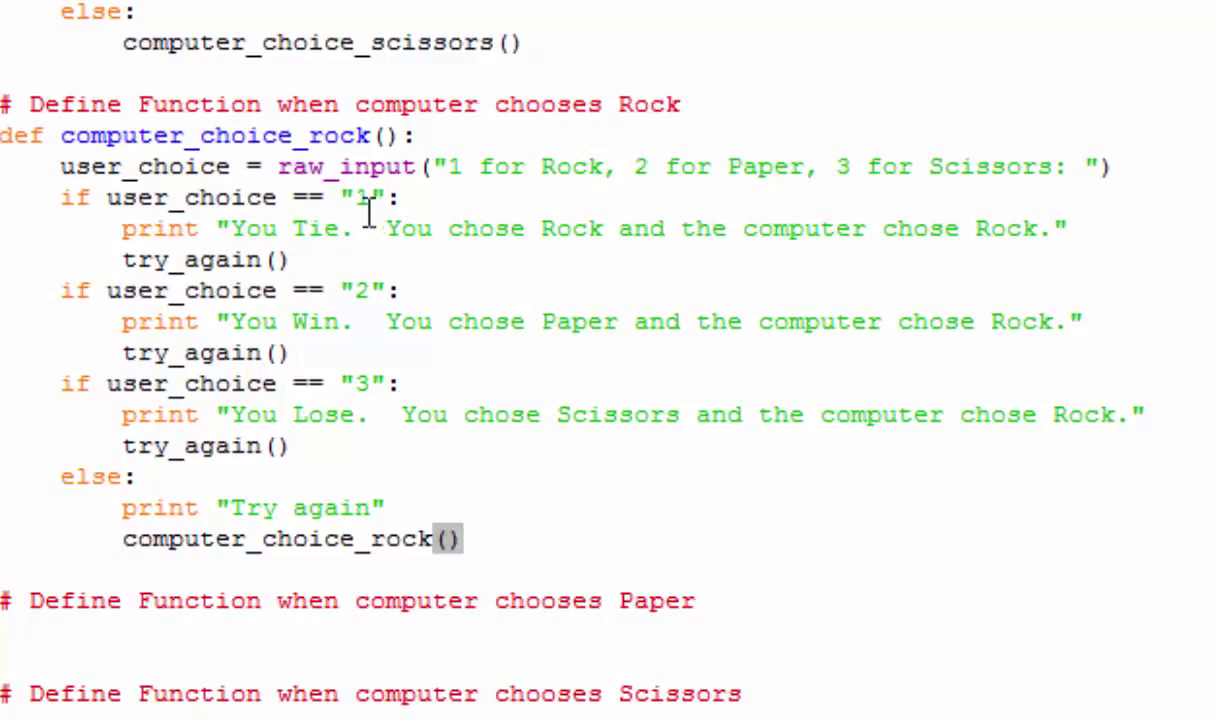 else:
computer_choice_scissors()
# Define Function when computer chooses Rock
def computer_choice_rock():
user_choice = raw_input("1 for Rock, 2 for Paper, 3 for Scissors: ")
if user_choice == "1":
print "You Tie.  You chose Rock and the computer chose Rock."
try_again()
if user_choice == "2":
print "You Win.  You chose Paper and the computer chose Rock."
try_again()
if user_choice == "3":
print "You Lose.  You chose Scissors and the computer chose Rock."
try_again()
else:
print "Try again"
computer_choice_rock()
# Define Function when computer chooses Paper
# Define Function when computer chooses Scissors